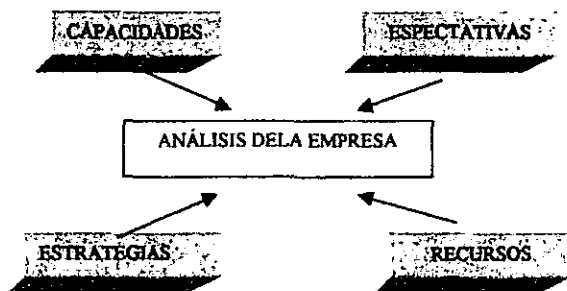 CAPACIDADES
ESPECTATIVAS
ANÁLISIS DELA EMPRESA
ESTRATEGIAS
RECURSOS